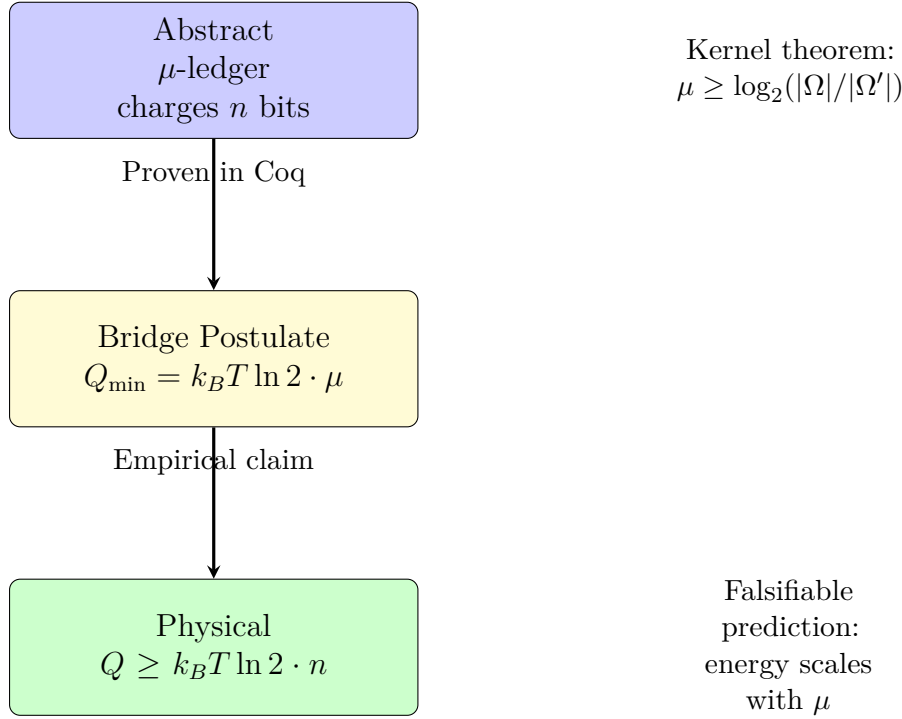 Abstract
μ-ledger
charges n bits
Kernel theorem:
μ ≥ log₂(|Ω|/|Ω′|)
Proven in Coq
Bridge Postulate
Q_min = k_B T ln 2 · μ
Empirical claim
Physical
Q ≥ k_B T ln 2 · n
Falsifiable
prediction:
energy scales
with μ